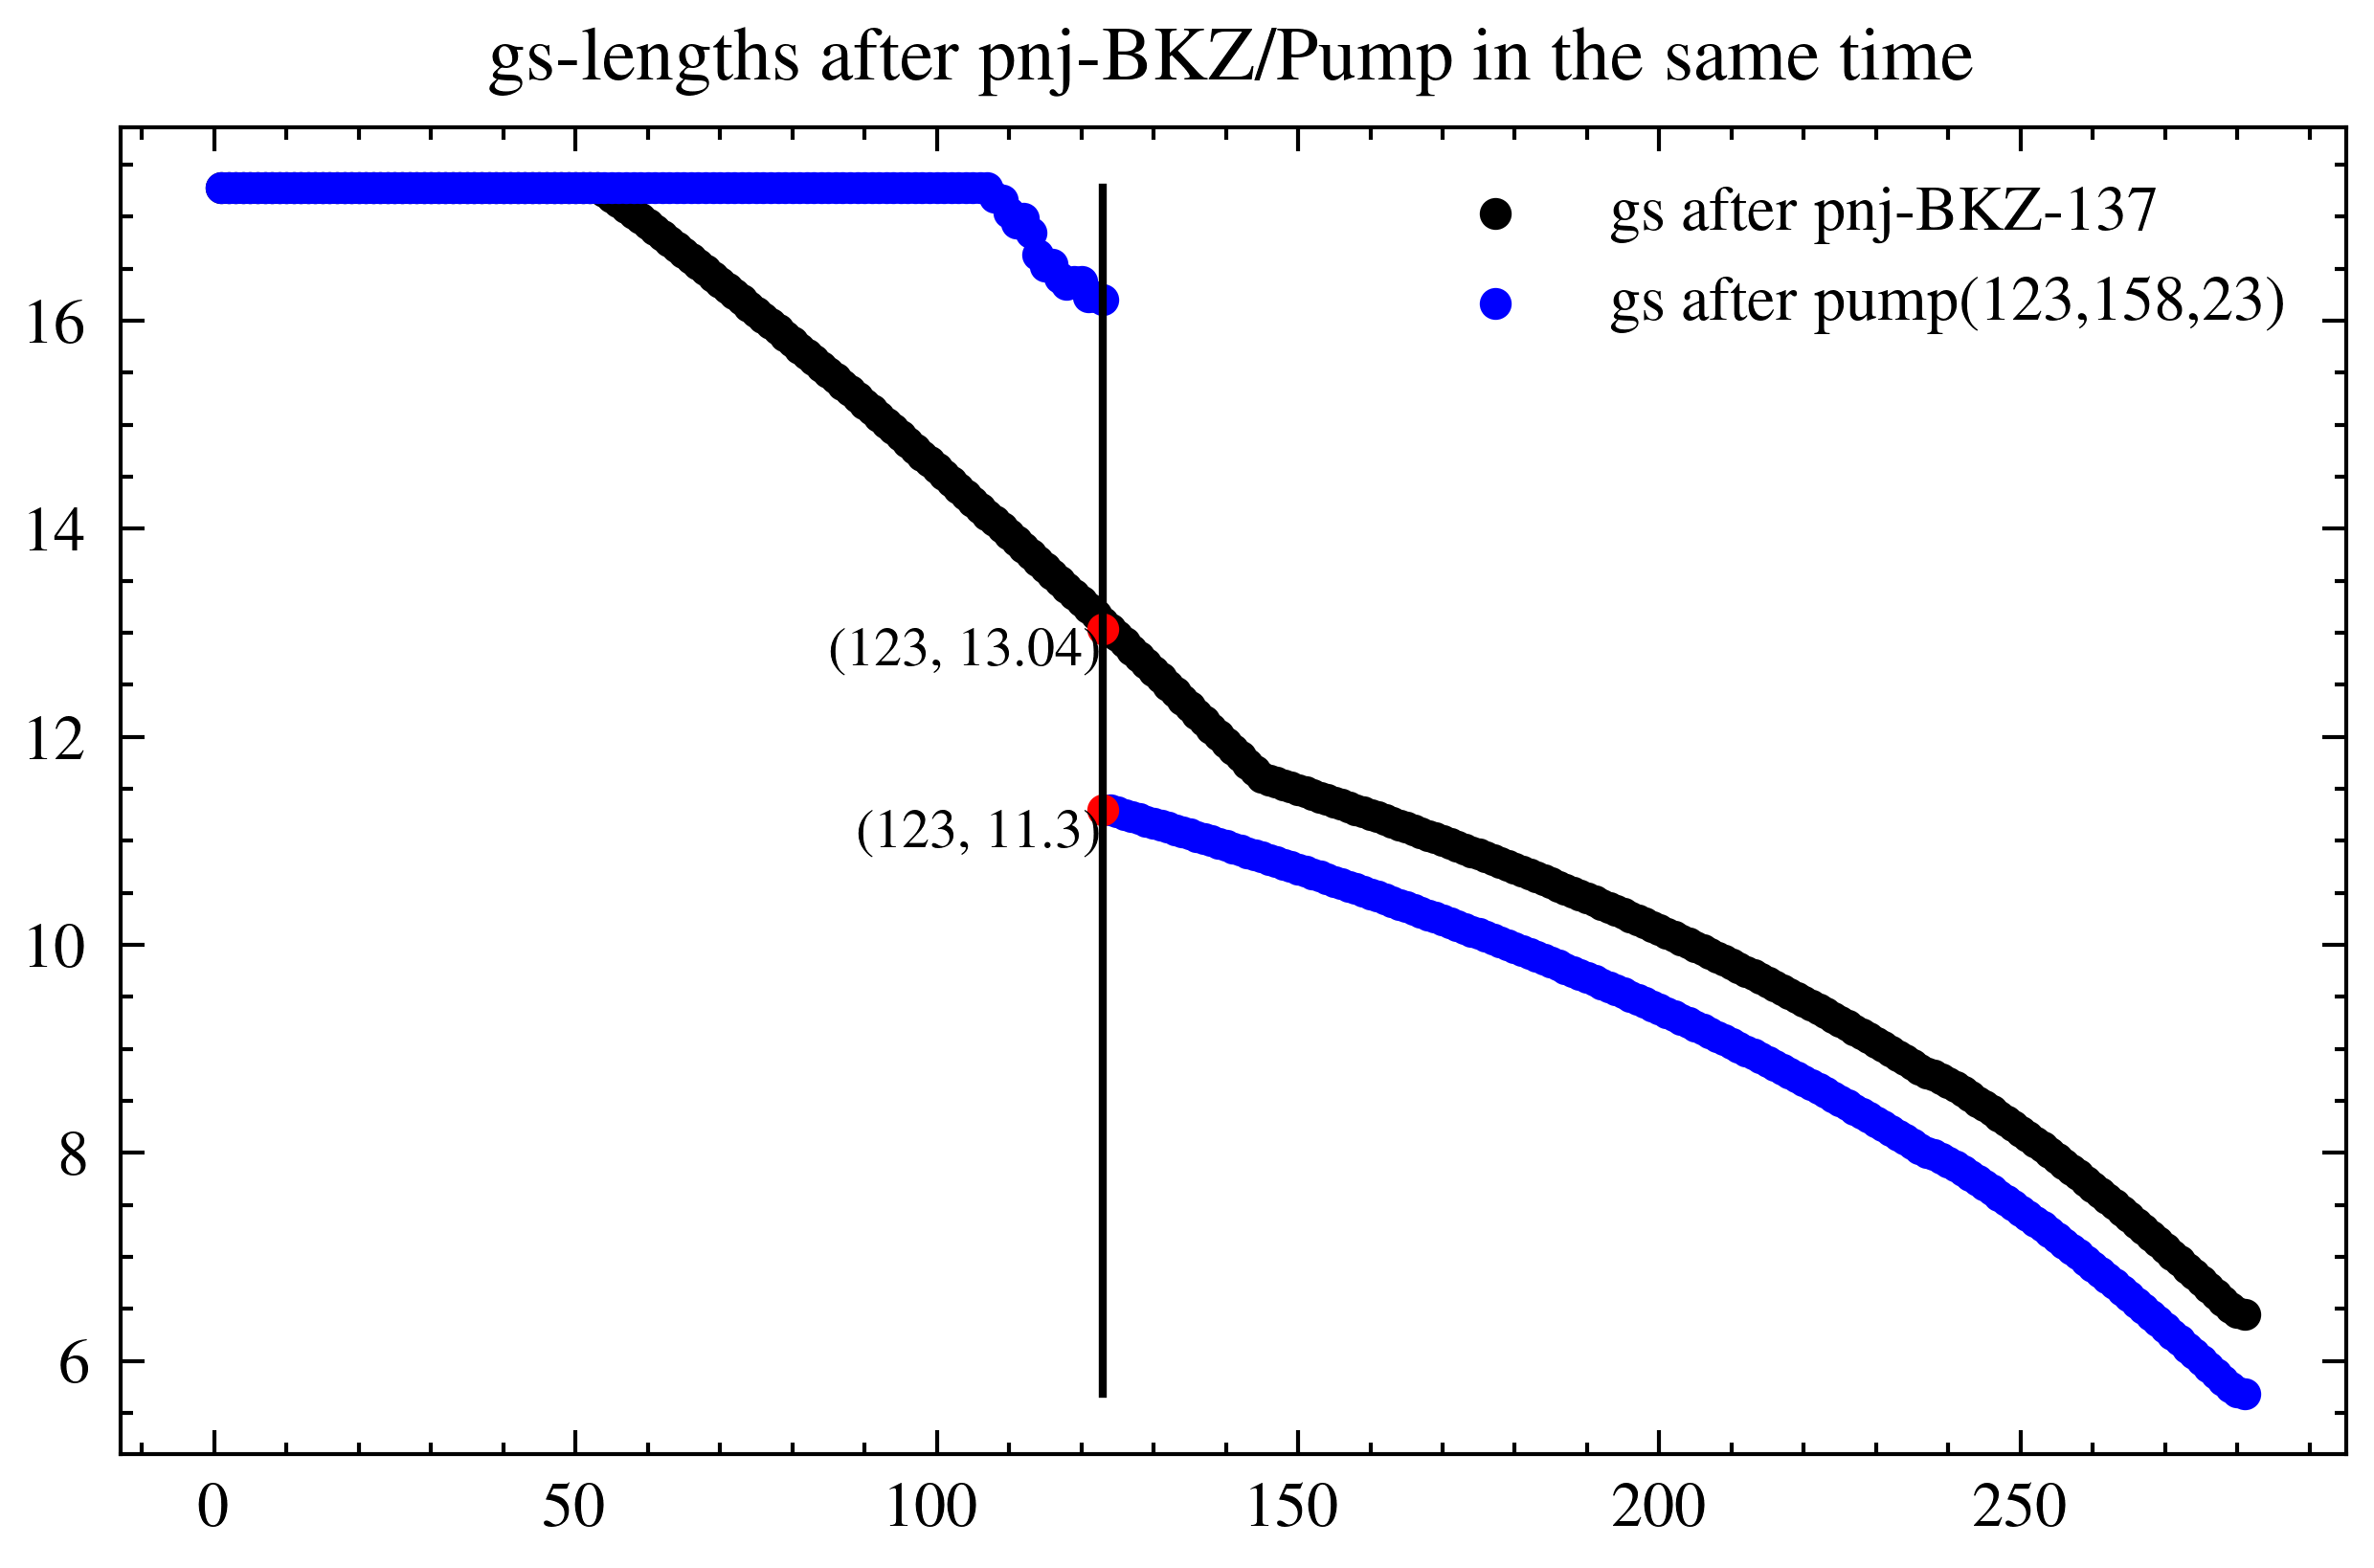 gs-lengths after pnj-BKZ/Pump in the same time
gs after pnj-BKZ-137
gs after pump(123,158,23)
16
14
(123, 13.04)
12
(123, 11.3)
10
8
6
0 50 100 150 200 250